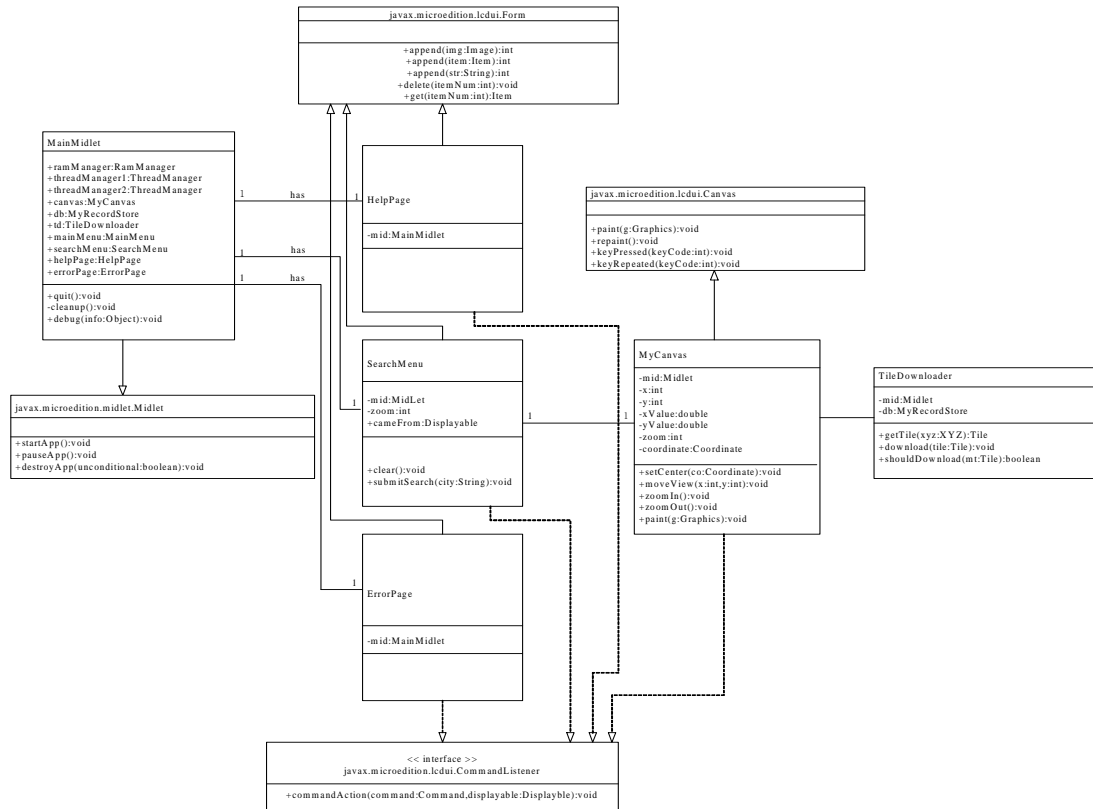 javax.microedition.lcdui.Form
+append(img:Image):int
+append(item:Item):int
+append(str:String):int
+delete(itemNum:int):void
+get(itemNum:int):Item
MainMidlet
+ramManager:RamManager
+threadManager1:ThreadManager
+threadManager2:ThreadManager
+canvas:MyCanvas
+db:MyRecordStore
+td:TileDownloader
+mainMenu:MainMenu
+searchMenu:SearchMenu
+helpPage:HelpPage
+errorPage:ErrorPage
+quit():void
-cleanup():void
+debug(info:Object):void
1 has 1
1
1 has
HelpPage
-mid:MainMidlet
javax.microedition.lcdui.Canvas
+paint(g:Graphics):void
+repaint():void
+keyPressed(keyCode:int):void
+keyRepeated(keyCode:int):void
javax.microedition.midlet.Midlet
+startApp():void
+pauseApp():void
+destroyApp(unconditional:boolean):void
1
SearchMenu
-mid:MidLet
-zoom:int
+cameFrom:Displayable
+clear():void
+submitSearch(city:String):void
1 1
MyCanvas
-mid:Midlet
-x:int
-y:int
-xValue:double
-yValue:double
-zoom:int
-coordinate:Coordinate
+setCenter(co:Coordinate):void
+moveView(x:int,y:int):void
+zoomIn():void
+zoomOut():void
+paint(g:Graphics):void
TileDownloader
-mid:Midlet
-db:MyRecordStore
+getTile(xyz:XYZ):Tile
+download(tile:Tile):void
+shouldDownload(mt:Tile):boolean
1
ErrorPage
-mid:MainMidlet
<< interface >>
javax.microedition.lcdui.CommandListener
+commandAction(command:Command,displayable:Displayble):void